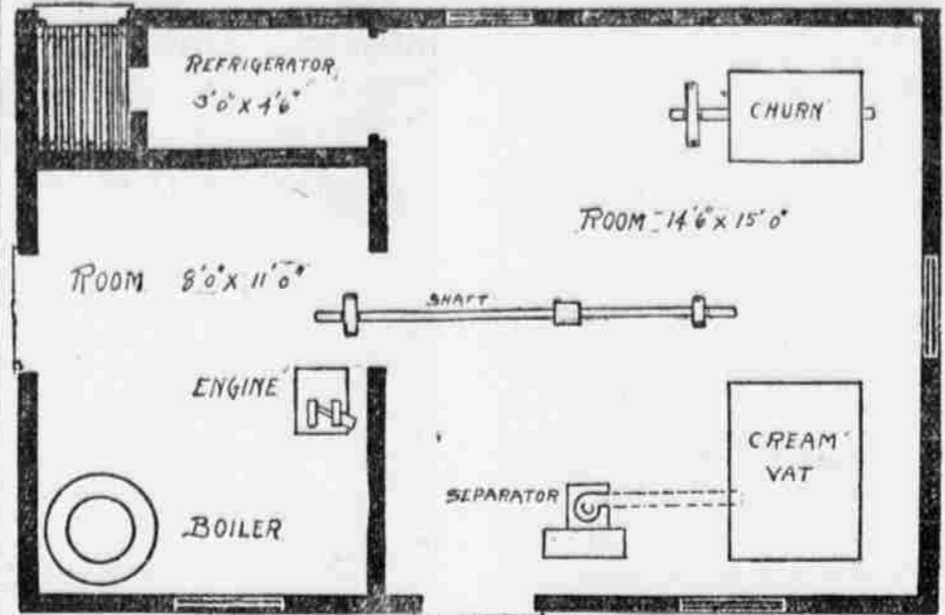 REFRIGERATOR
3'0" X 4'6"
CHURN
ROOM - 14'6" X 15'0"
ROOM 8'0" X 11'0"
SHAFT
ENGINE
CREAM
VAT
SEPARATOR
BOILER